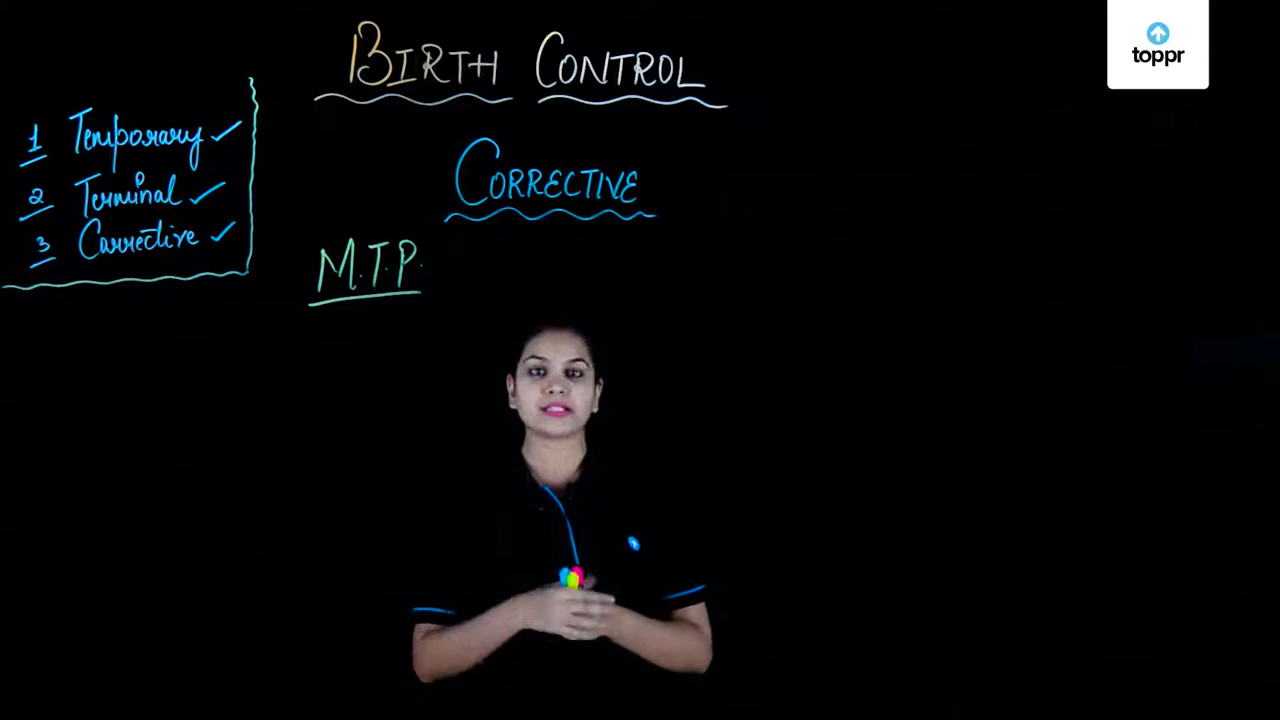 BIRTH CONTROL
toppr
1 Temporary ✓
2 Terminal ✓
3 Corrective ✓
CORRECTIVE
M.T.P.